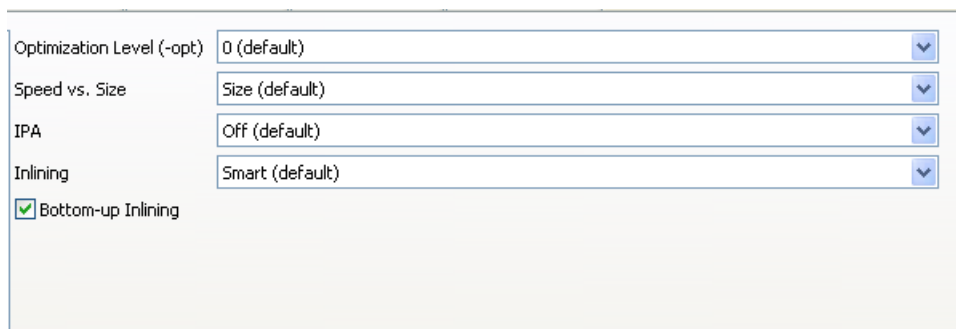 Optimization Level (-opt) 0 (default)
Speed vs. Size Size (default)
IPA Off (default)
Inlining Smart (default)
Bottom-up Inlining